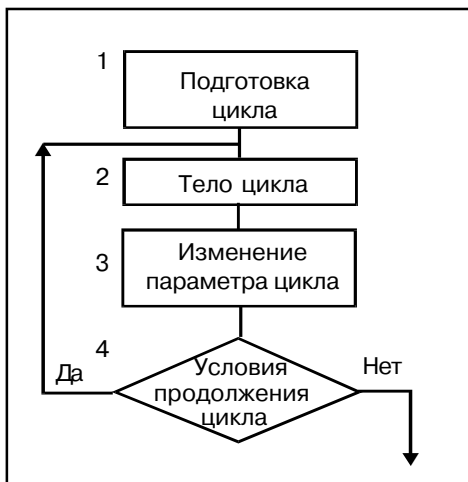 1
Подготовка
цикла
2
Тело цикла
3
Изменение
параметра цикла
4
Условия
продолжения
цикла
Да
Нет